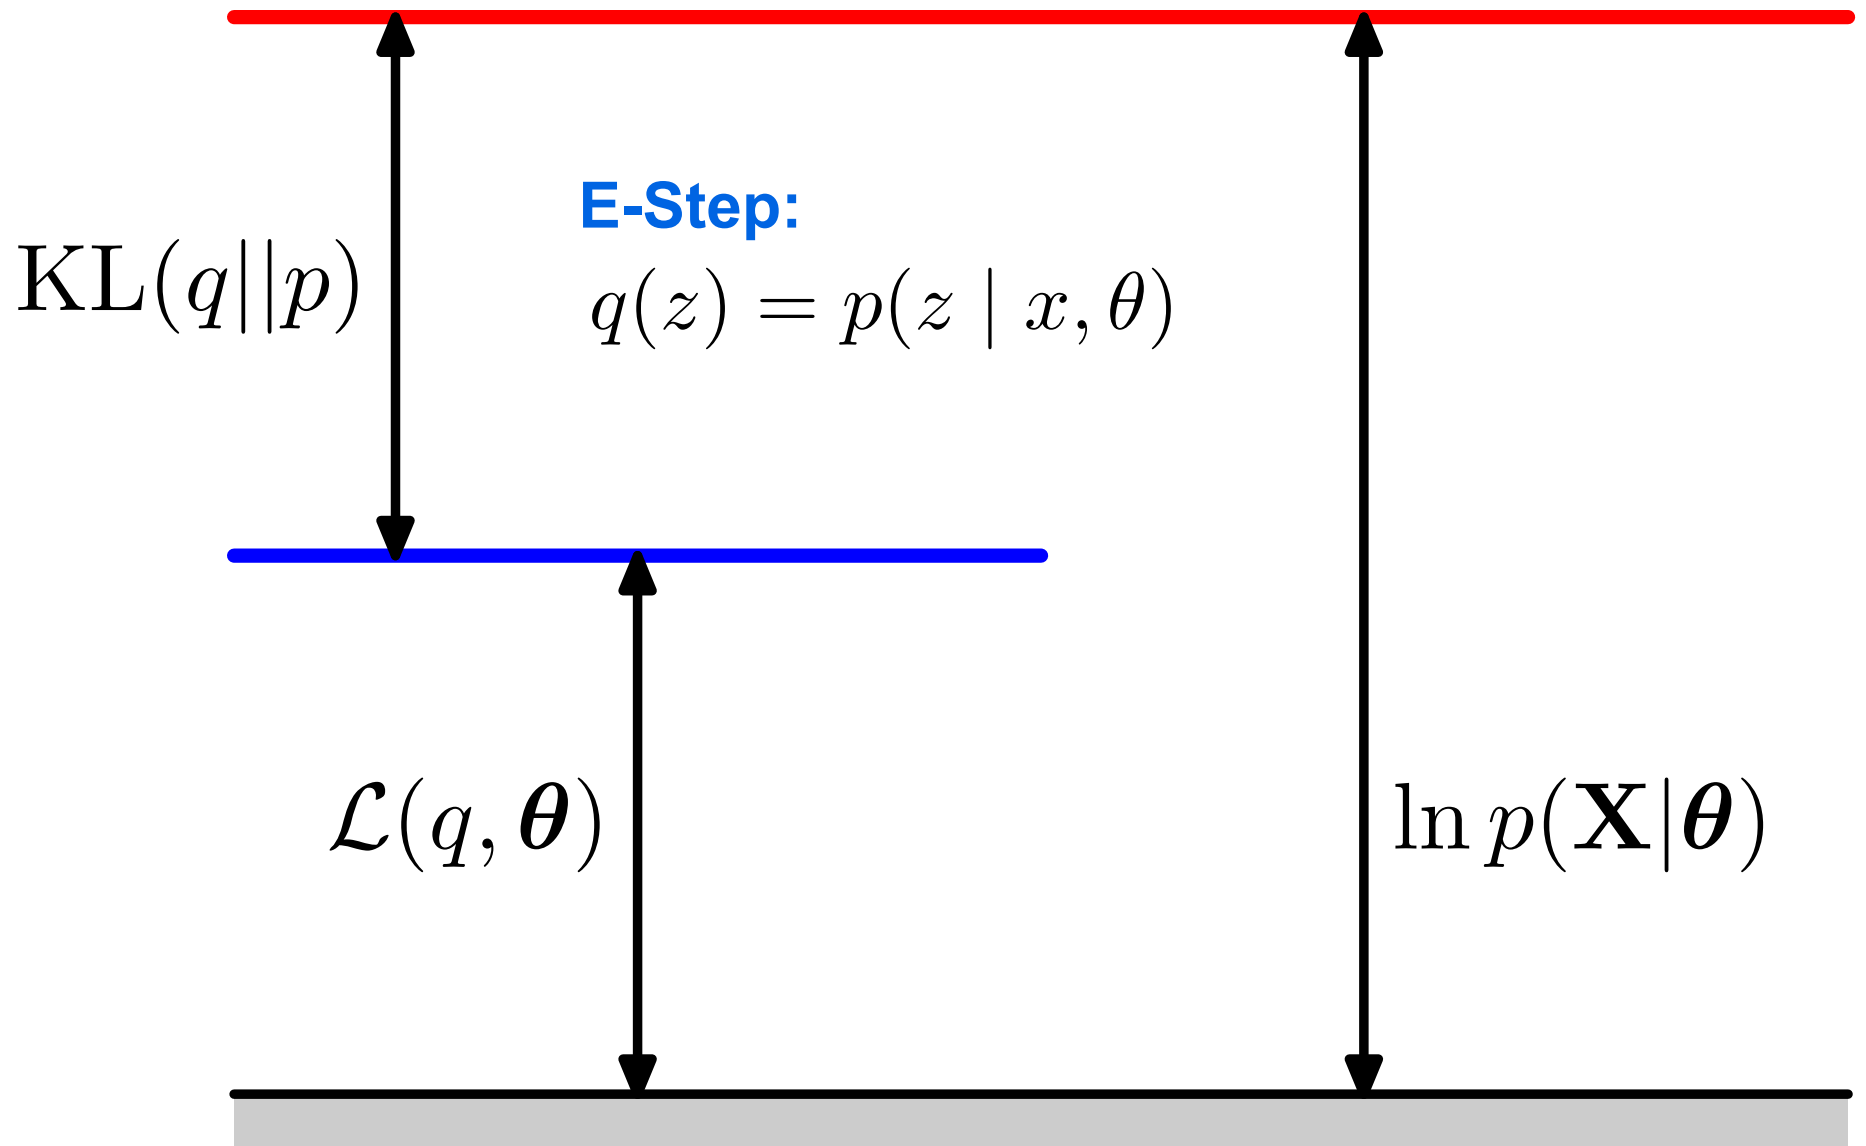 E-Step:
KL(q||p)
q(z) = p(z | x, θ)
ℒ(q, θ)
ln p(X|θ)